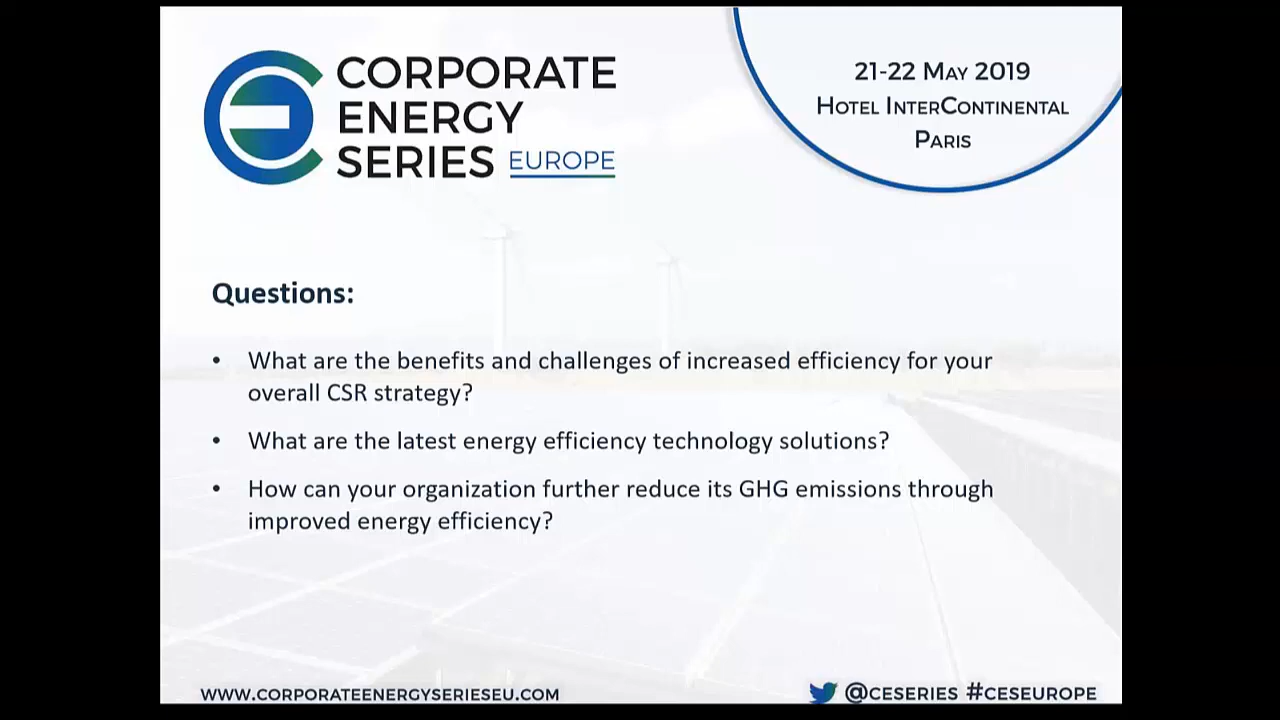 CORPORATE
ENERGY
SERIES EUROPE
21-22 May 2019
Hotel InterContinental
Paris
Questions:
• What are the benefits and challenges of increased efficiency for your
overall CSR strategy?
• What are the latest energy efficiency technology solutions?
• How can your organization further reduce its GHG emissions through
improved energy efficiency?
WWW.CORPORATEENERGYSERIESEU.COM
@CESERIES #CESEUROPE